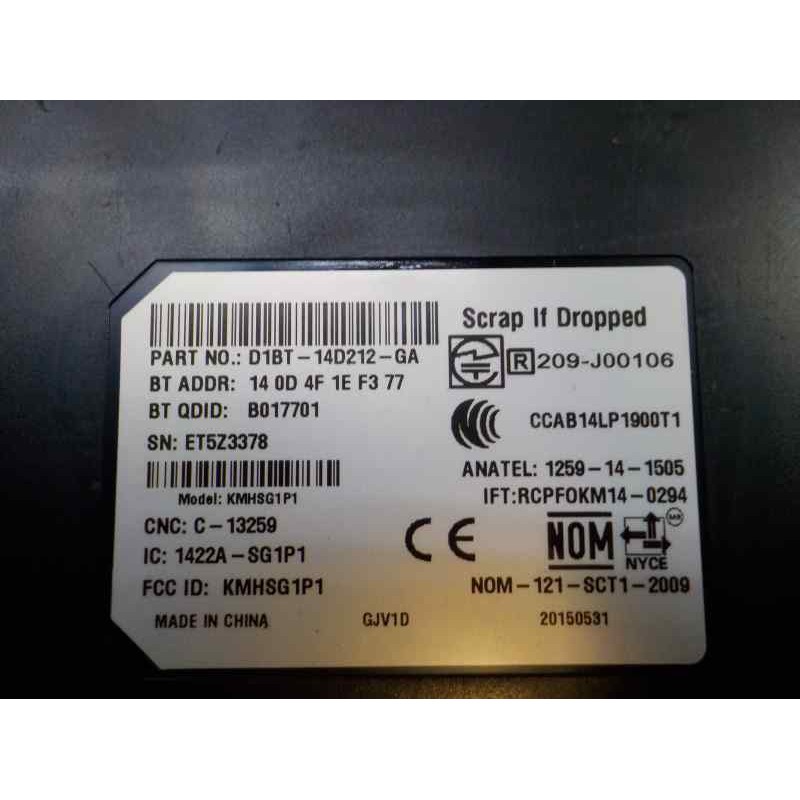 Scrap If Dropped
PART NO.: D1BT-14D212-GA
R 209-J00106
BT ADDR: 14 0D 4F 1E F3 77
BT QDID: B017701
CCAB14LP1900T1
SN: ET5Z3378
ANATEL: 1259-14-1505
Model: KMHSG1P1
IFT:RCPFOKM14-0294
CNC: C-13259
CE
NOM
IC: 1422A-SG1P1
NYCE
FCC ID: KMHSG1P1
NOM-121-SCT1-2009
MADE IN CHINA GJV1D 20150531